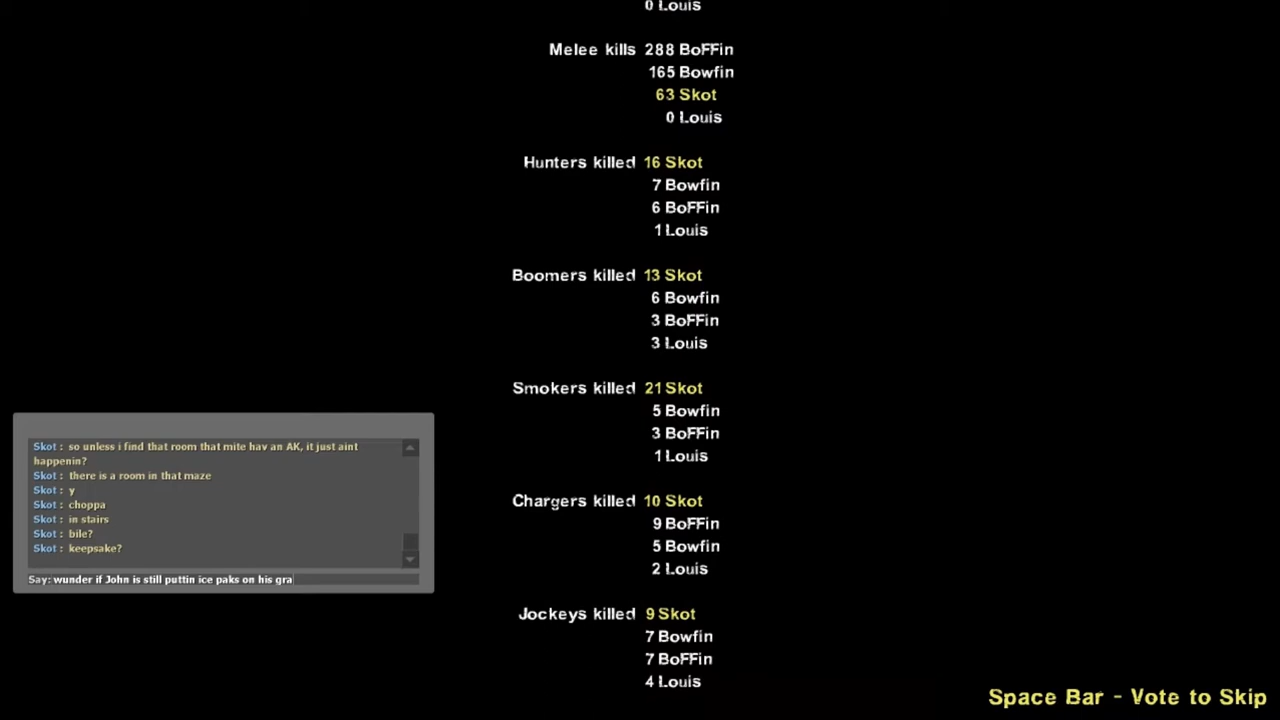 0 Louis
Melee kills 288 BoFFin
165 Bowfin
63 Skot
0 Louis
Hunters killed 16 Skot
7 Bowfin
6 BoFFin
1 Louis
Boomers killed 13 Skot
6 Bowfin
3 BoFFin
3 Louis
Smokers killed 21 Skot
5 Bowfin
3 BoFFin
1 Louis
Chargers killed 10 Skot
9 BoFFin
5 Bowfin
2 Louis
Jockeys killed 9 Skot
7 Bowfin
7 BoFFin
4 Louis
Skot : so unless i find that room that mite hav an AK, it just aint
happenin?
Skot : there is a room in that maze
Skot : y
Skot : choppa
Skot : in stairs
Skot : bile?
Skot : keepsake?
Say: wunder if John is still puttin ice paks on his gra
Space Bar - Vote to Skip